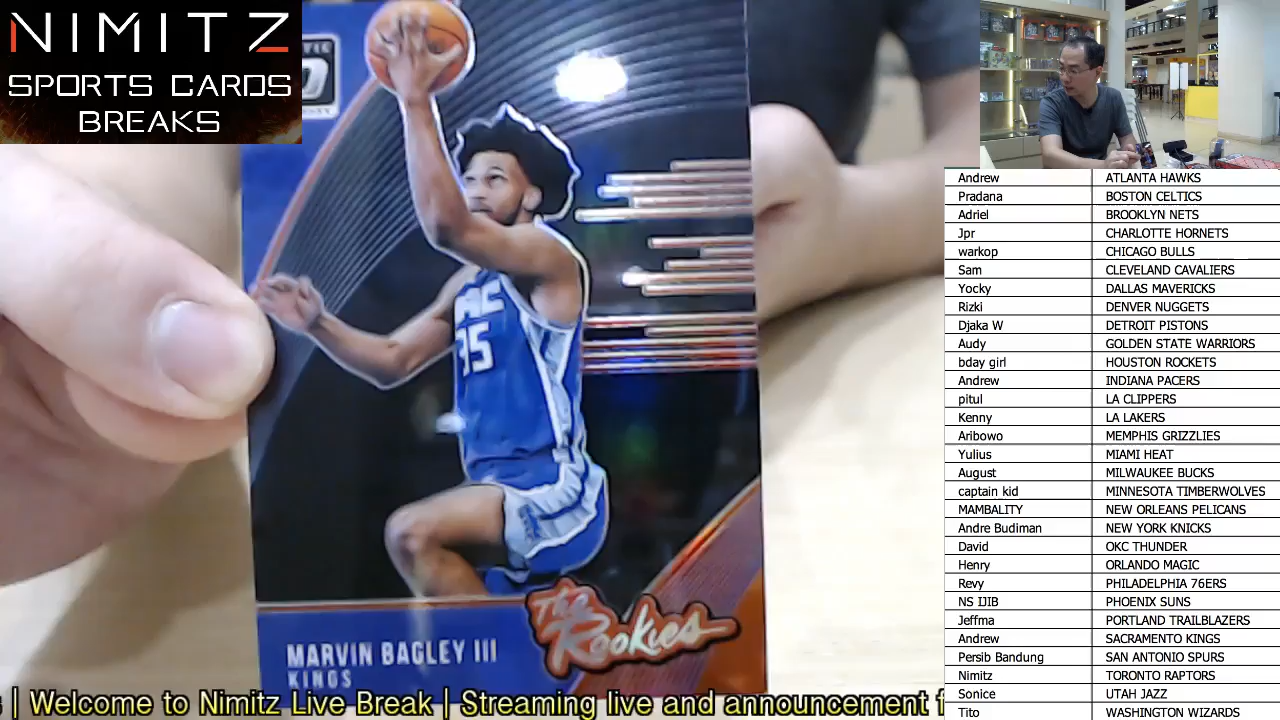 NIMITZ
SPORTS CARDS
BREAKS
SAC
35
The
Rookies
MARVIN BAGLEY III
KINGS
| Welcome to Nimitz Live Break | Streaming live and announcement
Andrew ATLANTA HAWKS
Pradana BOSTON CELTICS
Adriel BROOKLYN NETS
Jpr CHARLOTTE HORNETS
warkop CHICAGO BULLS
Sam CLEVELAND CAVALIERS
Yocky DALLAS MAVERICKS
Rizki DENVER NUGGETS
Djaka W DETROIT PISTONS
Audy GOLDEN STATE WARRIORS
bday girl HOUSTON ROCKETS
Andrew INDIANA PACERS
pitul LA CLIPPERS
Kenny LA LAKERS
Aribowo MEMPHIS GRIZZLIES
Yulius MIAMI HEAT
August MILWAUKEE BUCKS
captain kid MINNESOTA TIMBERWOLVES
MAMBALITY NEW ORLEANS PELICANS
Andre Budiman NEW YORK KNICKS
David OKC THUNDER
Henry ORLANDO MAGIC
Revy PHILADELPHIA 76ERS
NS IJIB PHOENIX SUNS
Jeffma PORTLAND TRAILBLAZERS
Andrew SACRAMENTO KINGS
Persib Bandung SAN ANTONIO SPURS
Nimitz TORONTO RAPTORS
Sonice UTAH JAZZ
Tito WASHINGTON WIZARDS